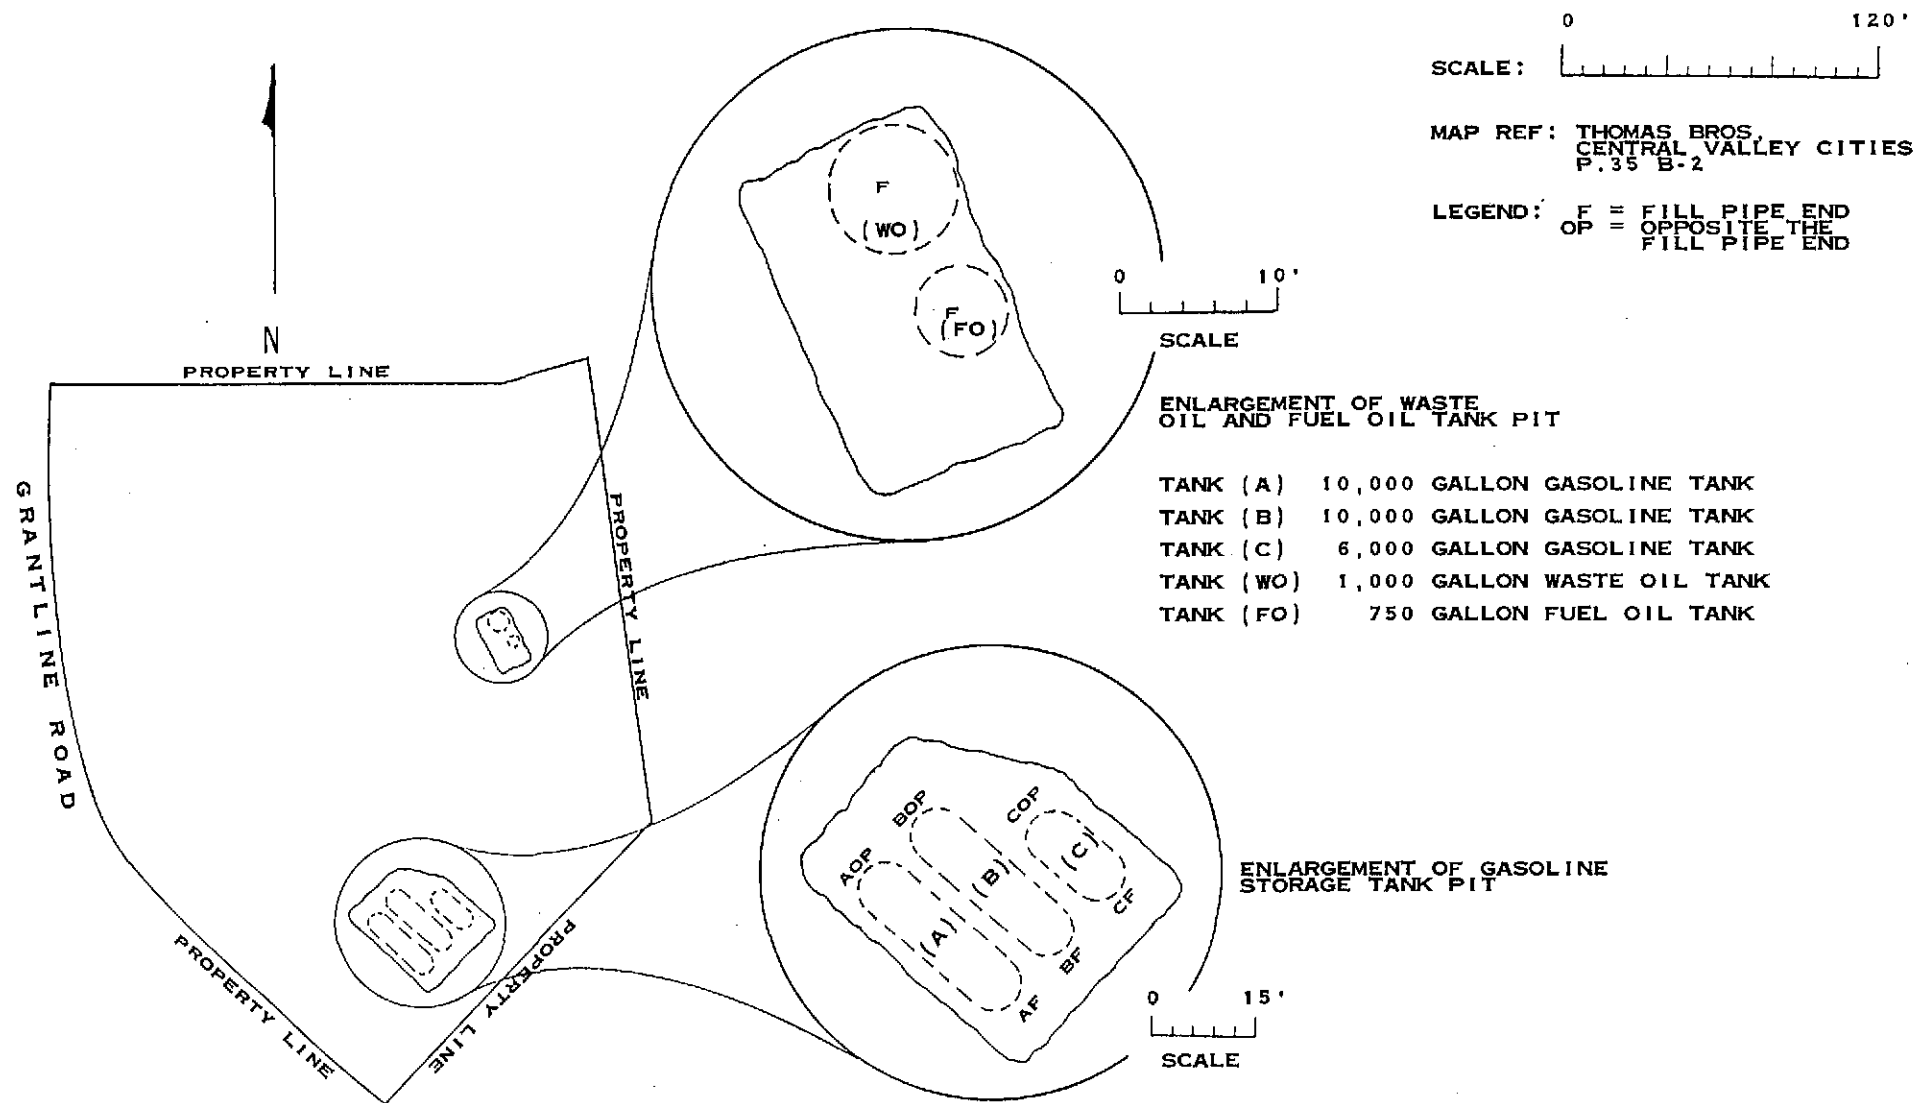 0 120'
SCALE:
MAP REF: THOMAS BROS.
CENTRAL VALLEY CITIES
P.35 B-2
LEGEND: F = FILL PIPE END
OP = OPPOSITE THE
FILL PIPE END
N
PROPERTY LINE
GRANTLINE ROAD
PROPERTY LINE
PROPERTY LINE
PROPERTY LINE
F
(WO)
F
(FO)
0 10'
SCALE
ENLARGEMENT OF WASTE
OIL AND FUEL OIL TANK PIT
TANK (A) 10,000 GALLON GASOLINE TANK
TANK (B) 10,000 GALLON GASOLINE TANK
TANK (C) 6,000 GALLON GASOLINE TANK
TANK (WO) 1,000 GALLON WASTE OIL TANK
TANK (FO) 750 GALLON FUEL OIL TANK
AOP
BOP
COP
(A)
(B)
(C)
AF
BF
CF
ENLARGEMENT OF GASOLINE
STORAGE TANK PIT
0 15'
SCALE